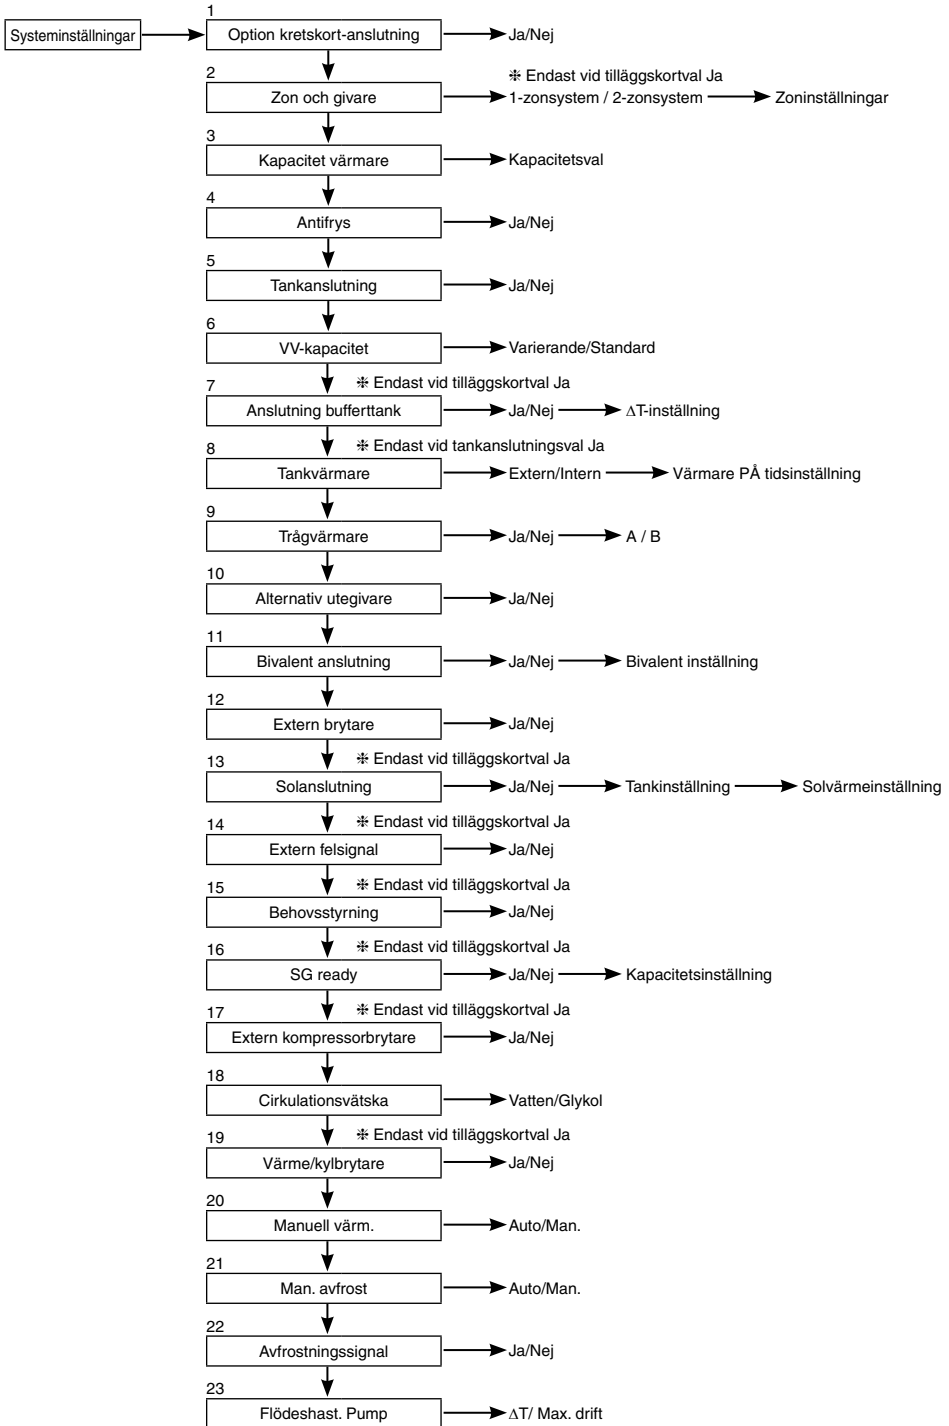 1
Systeminställningar Option kretskort-anslutning Ja/Nej
2 ❈ Endast vid tilläggskortval Ja
Zon och givare 1-zonsystem / 2-zonsystem Zoninställningar
3
Kapacitet värmare Kapacitetsval
4
Antifrys Ja/Nej
5
Tankanslutning Ja/Nej
6
VV-kapacitet Varierande/Standard
7 ❈ Endast vid tilläggskortval Ja
Anslutning bufferttank Ja/Nej ΔT-inställning
8 ❈ Endast vid tankanslutningsval Ja
Tankvärmare Extern/Intern Värmare PÅ tidsinställning
9
Trågvärmare Ja/Nej A / B
10
Alternativ utegivare Ja/Nej
11
Bivalent anslutning Ja/Nej Bivalent inställning
12
Extern brytare Ja/Nej
13 ❈ Endast vid tilläggskortval Ja
Solanslutning Ja/Nej Tankinställning Solvärmeinställning
14 ❈ Endast vid tilläggskortval Ja
Extern felsignal Ja/Nej
15 ❈ Endast vid tilläggskortval Ja
Behovsstyrning Ja/Nej
16 ❈ Endast vid tilläggskortval Ja
SG ready Ja/Nej Kapacitetsinställning
17 ❈ Endast vid tilläggskortval Ja
Extern kompressorbrytare Ja/Nej
18
Cirkulationsvätska Vatten/Glykol
19 ❈ Endast vid tilläggskortval Ja
Värme/kylbrytare Ja/Nej
20
Manuell värm. Auto/Man.
21
Man. avfrost Auto/Man.
22
Avfrostningssignal Ja/Nej
23
Flödeshast. Pump ΔT/ Max. drift